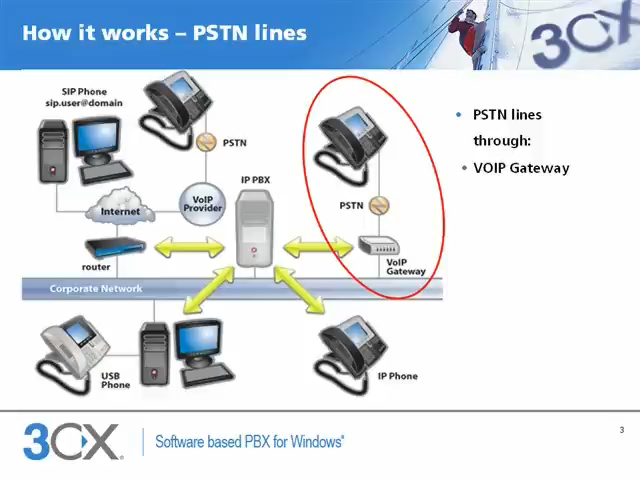 How it works – PSTN lines
3CX
SIP Phone
sip.user@domain
PSTN
IP PBX
VoIP
Provider
Internet
router
PSTN
VoIP
Gateway
Corporate Network
USB
Phone
IP Phone
• PSTN lines
through:
• VOIP Gateway
3CX®
Software based PBX for Windows®
3